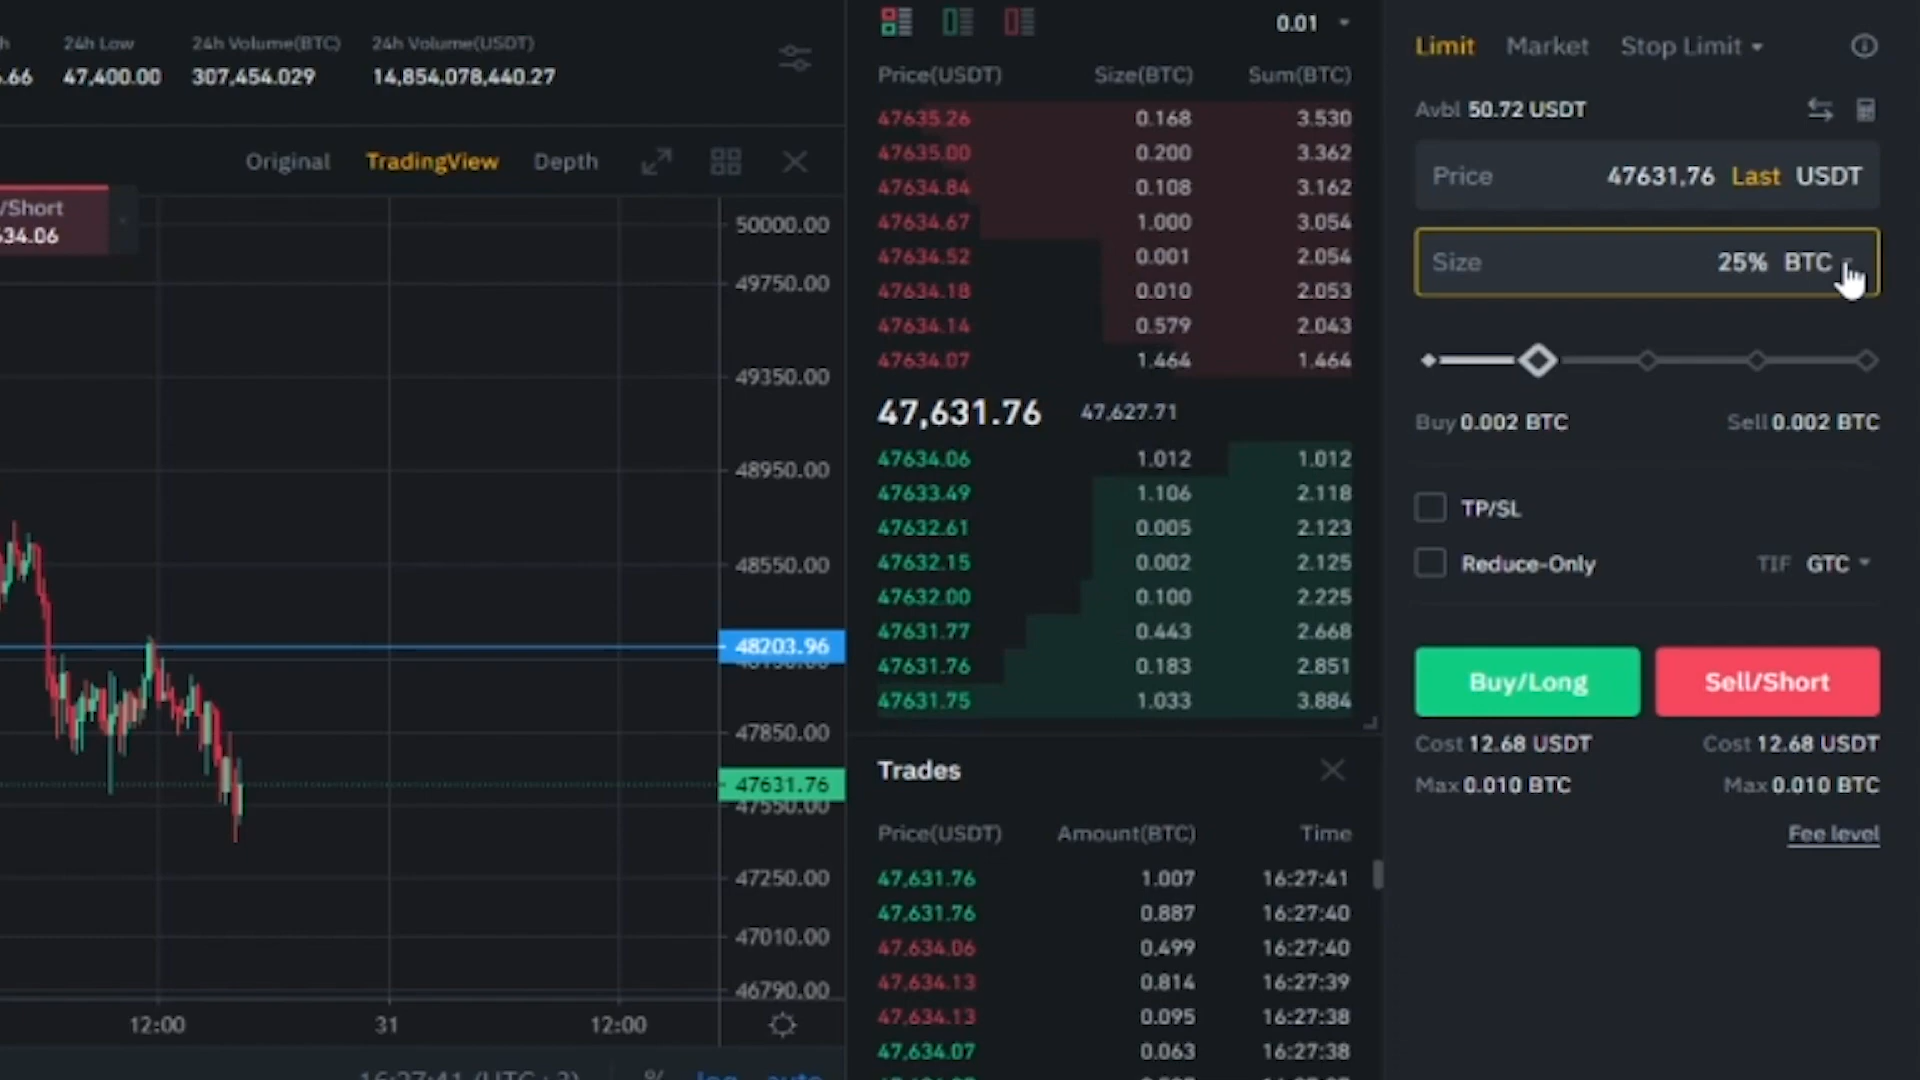 h 24h Low 24h Volume(BTC) 24h Volume(USDT)
.66 47,400.00 307,454.029 14,854,078,440.27
Original TradingView Depth
/Short
34.06
50000.00
49750.00
49350.00
48950.00
48550.00
48203.96
47850.00
47631.76
47550.00
47250.00
47010.00
46790.00
12:00 31 12:00
16:27:41 % log auto
0.01
Price(USDT) Size(BTC) Sum(BTC)
47635.26 0.168 3.530
47635.00 0.200 3.362
47634.84 0.108 3.162
47634.67 1.000 3.054
47634.52 0.001 2.054
47634.18 0.010 2.053
47634.14 0.579 2.043
47634.07 1.464 1.464
47,631.76 47,627.71
47634.06 1.012 1.012
47633.49 1.106 2.118
47632.61 0.005 2.123
47632.15 0.002 2.125
47632.00 0.100 2.225
47631.77 0.443 2.668
47631.76 0.183 2.851
47631.75 1.033 3.884
Trades
Price(USDT) Amount(BTC) Time
47,631.76 1.007 16:27:41
47,631.76 0.887 16:27:40
47,634.06 0.499 16:27:40
47,634.13 0.814 16:27:39
47,634.13 0.095 16:27:38
47,634.07 0.063 16:27:38
Limit Market Stop Limit
Avbl 50.72 USDT
Price 47631,76 Last USDT
Size 25% BTC
Buy 0.002 BTC Sell 0.002 BTC
TP/SL
Reduce-Only TIF GTC
Buy/Long Sell/Short
Cost 12.68 USDT Cost 12.68 USDT
Max 0.010 BTC Max 0.010 BTC
Fee level